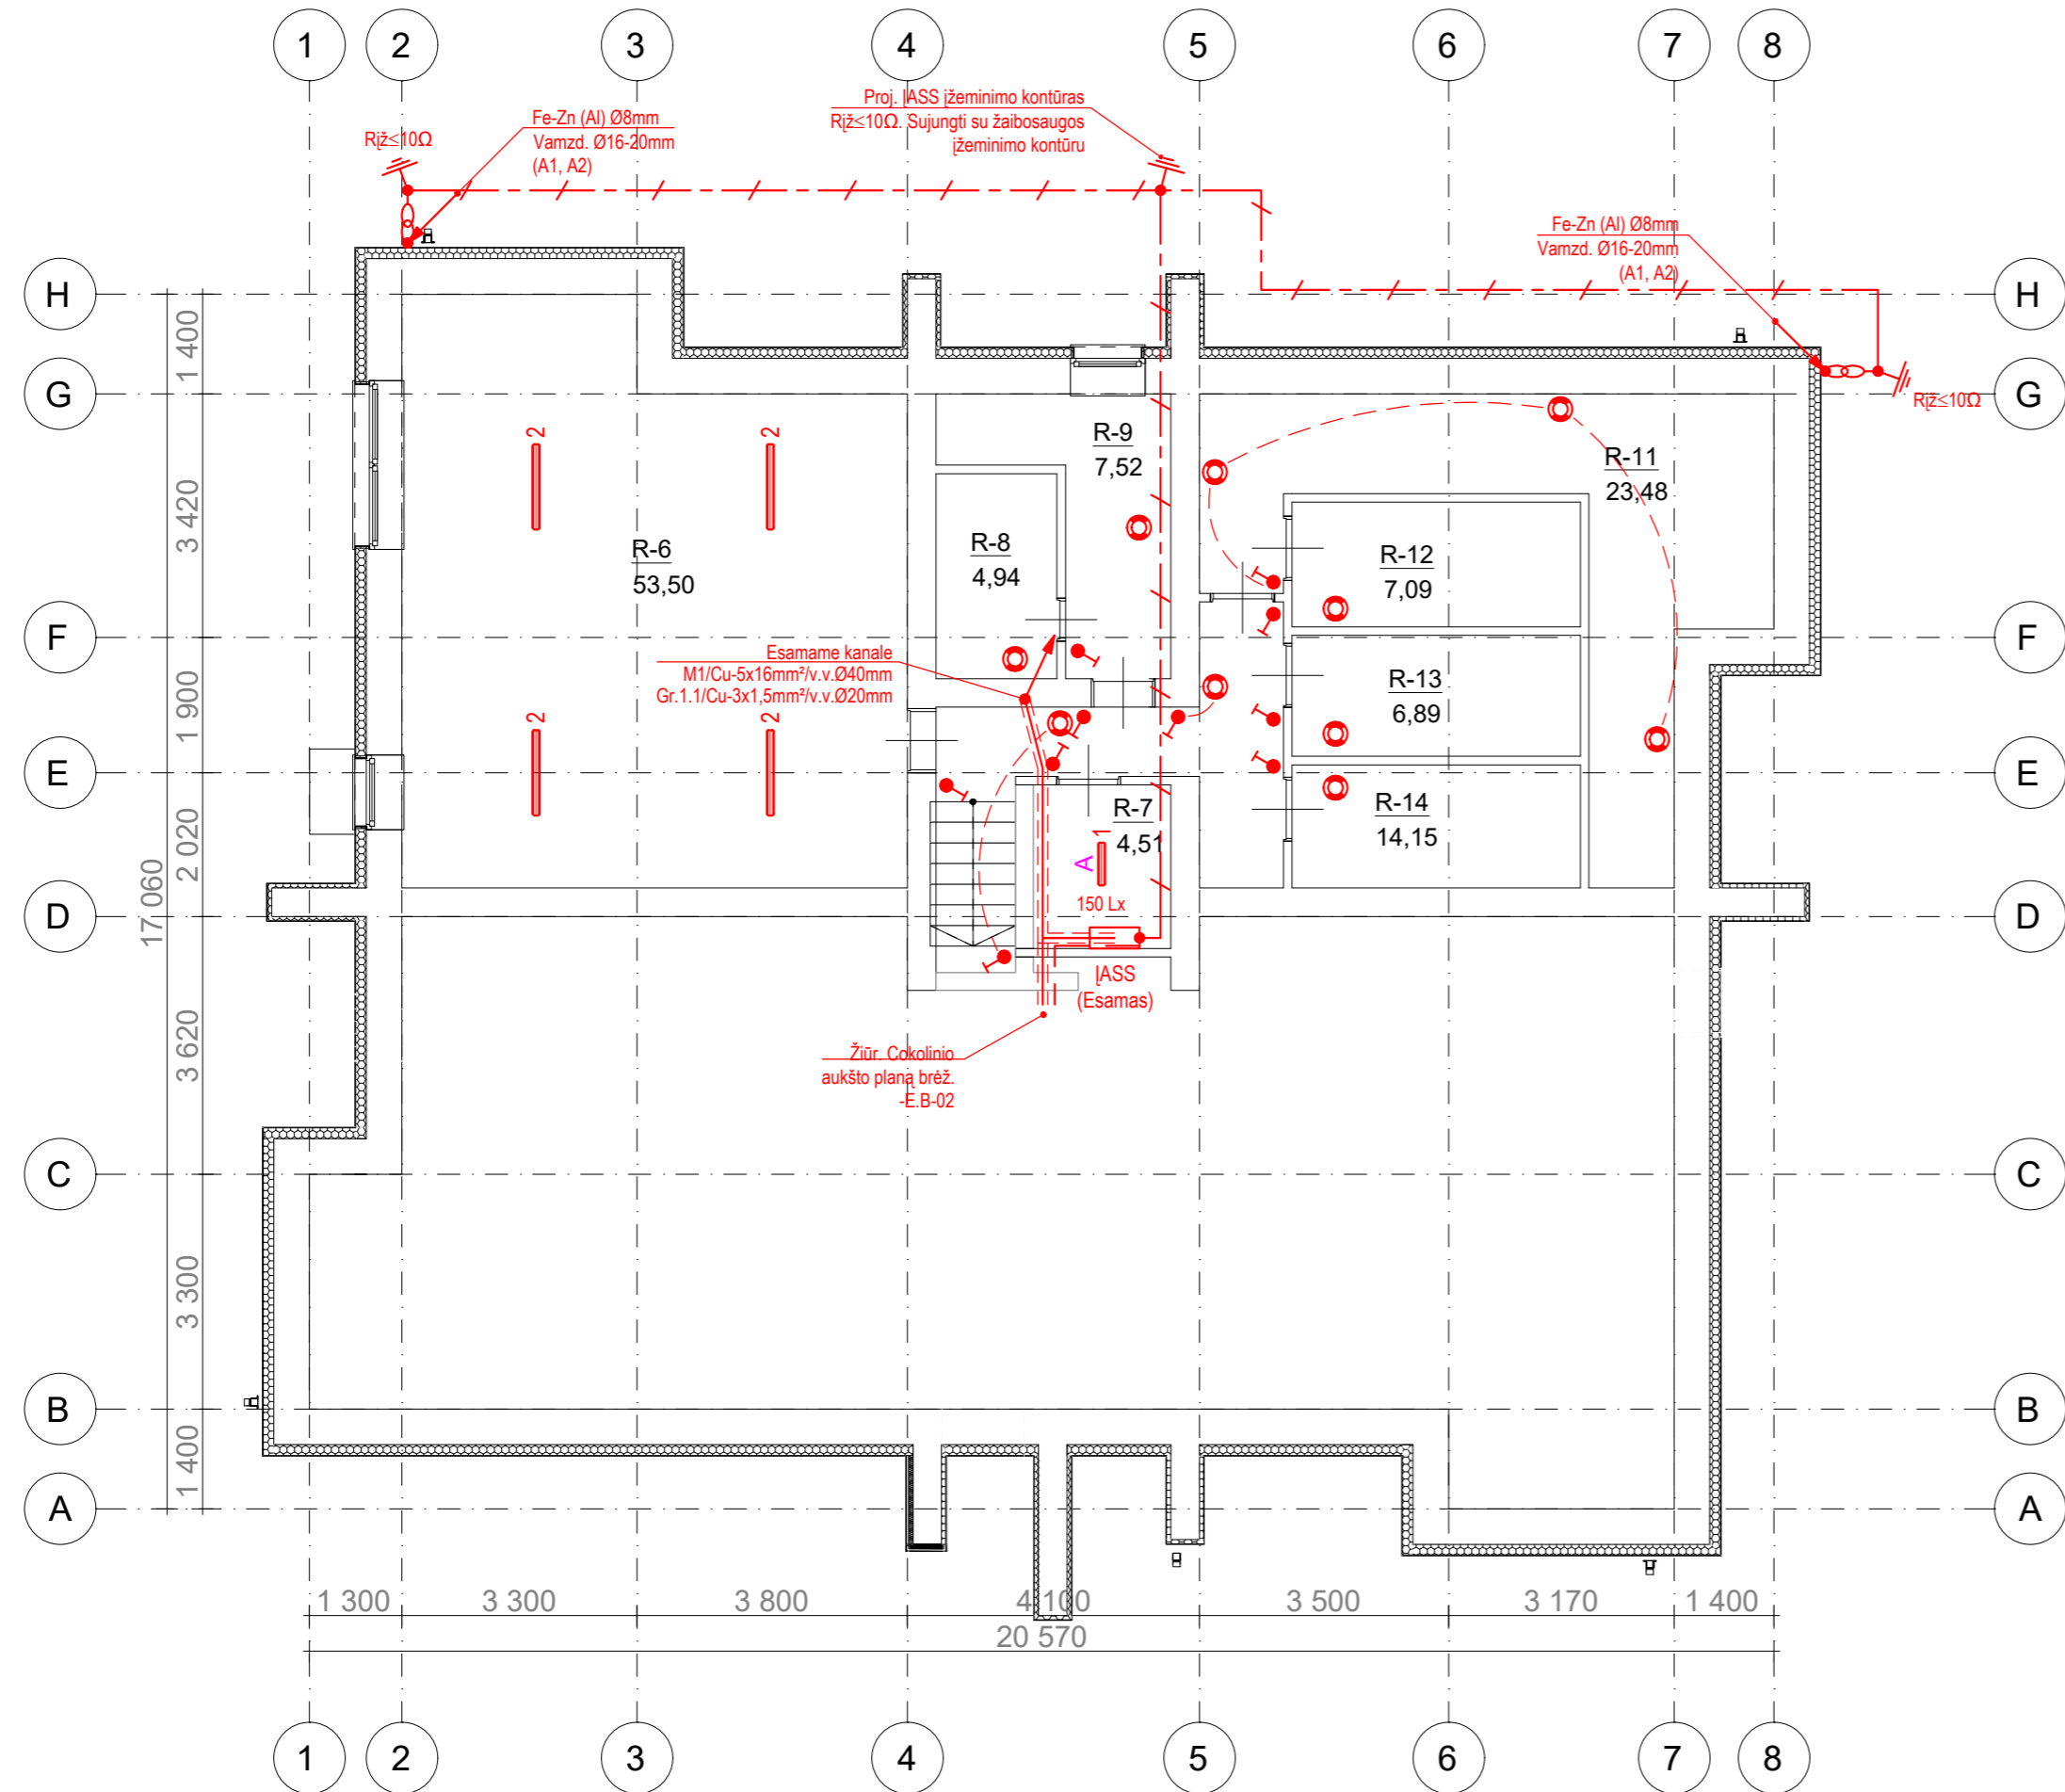 1 2 3 4 5 6 7 8
Proj. ĮASS įžeminimo kontūras
Rįž≤10Ω. Sujungti su žaibosaugos
įžeminimo kontūru
Fe-Zn (Al) Ø8mm
Vamzd. Ø16-20mm
(A1, A2)
Rįž≤10Ω
Fe-Zn (Al) Ø8mm
Vamzd. Ø16-20mm
(A1, A2)
H H
1 400
G G
Rįž≤10Ω
2 2
R-9
7,52
R-11
23,48
3 420
R-6
53,50
R-8
4,94
R-12
7,09
F F
Esamame kanale
M1/Cu-5x16mm²/v.v.Ø40mm
Gr.1.1/Cu-3x1,5mm²/v.v.Ø20mm
R-13
6,89
1 900
2 2
E E
R-7
4,51
1
A
150 Lx
R-14
14,15
2 020
17 060
D D
ĮASS
(Esamas)
3 620
Žiūr. Cokolinio
aukšto planą brėž.
-E.B-02
C C
3 300
B B
1 400
A A
1 300 3 300 3 800 4 100 3 500 3 170 1 400
20 570
1 2 3 4 5 6 7 8